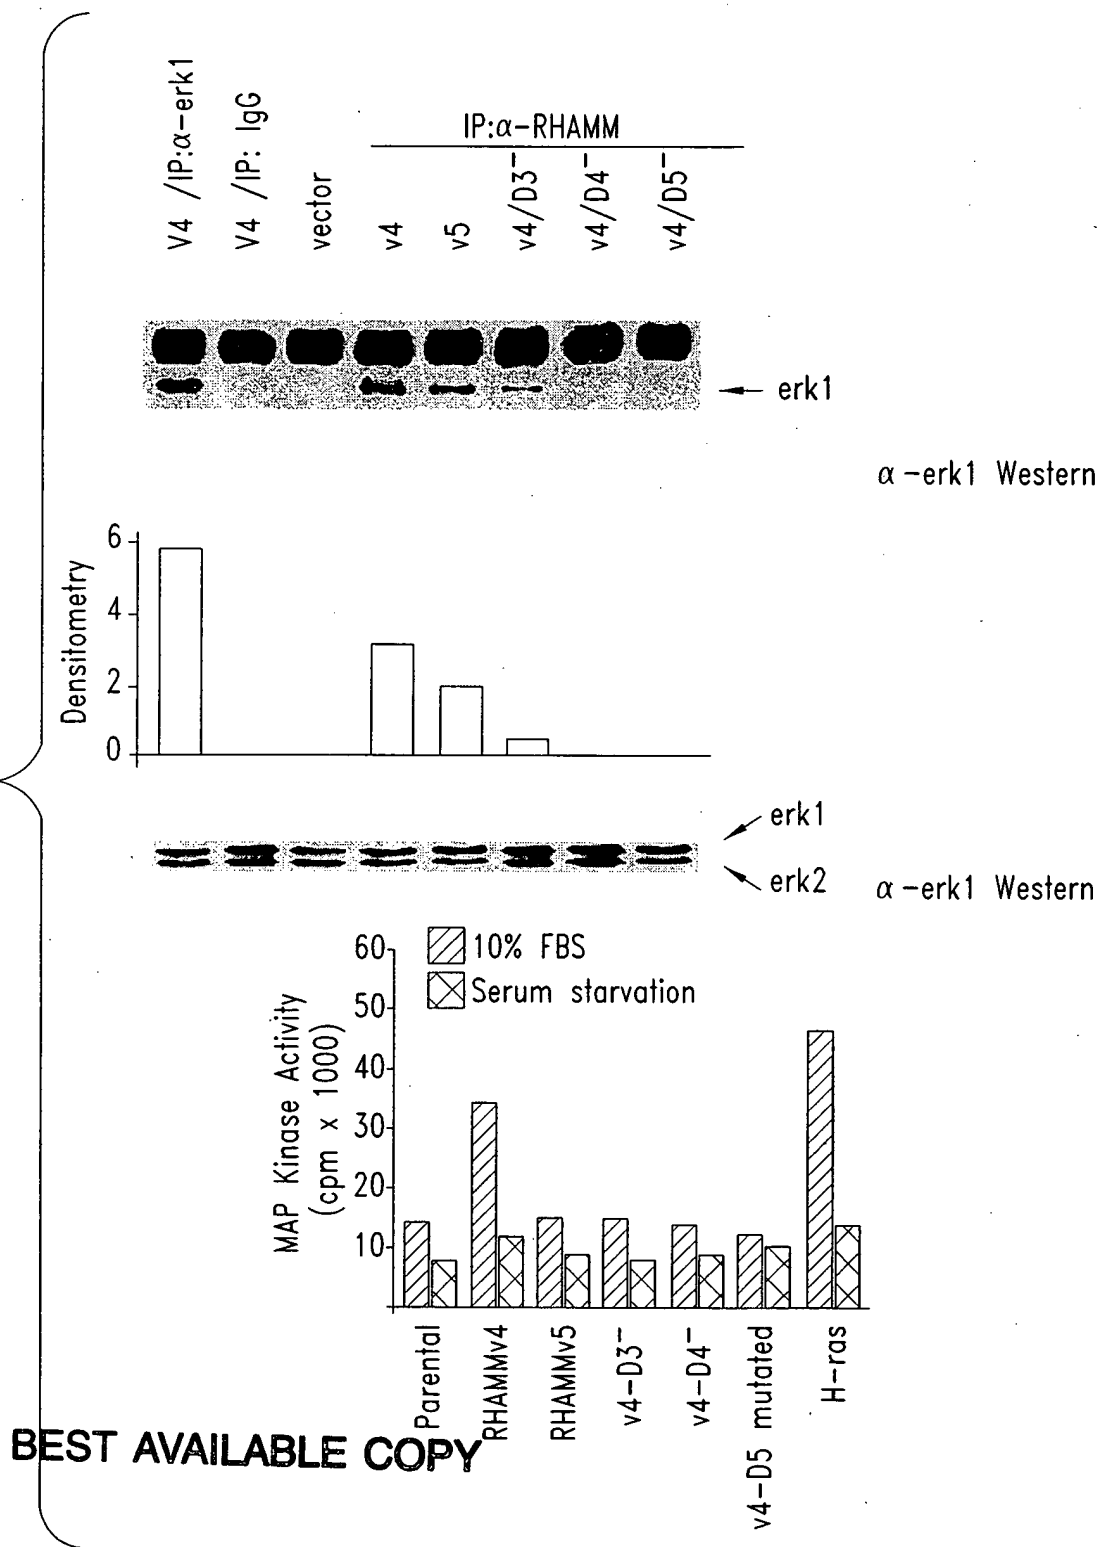 IP:α-RHAMM
V4 /IP:α-erk1
V4 /IP: IgG
vector
v4
v5
v4/D3⁻
v4/D4⁻
v4/D5⁻
erk1
α-erk1 Western
Densitometry
6
4
2
0
erk1
erk2
α-erk1 Western
10% FBS
Serum starvation
MAP Kinase Activity
(cpm x 1000)
60
50
40
30
20
10
Parental
RHAMMv4
RHAMMv5
v4-D3⁻
v4-D4⁻
v4-D5 mutated
H-ras
BEST AVAILABLE COPY